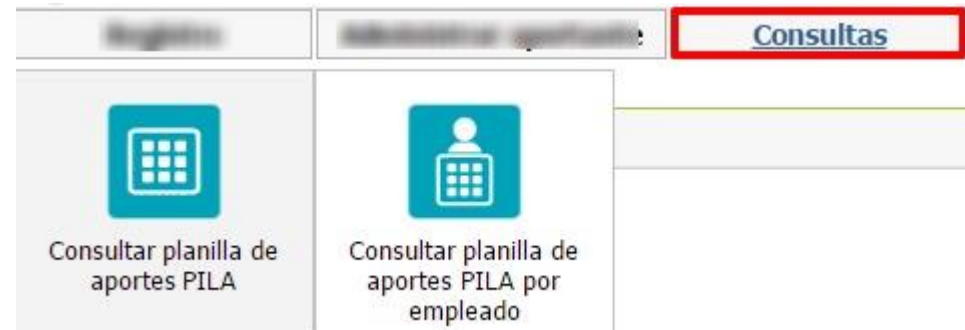 Consultas
Consultar planilla de
aportes PILA
Consultar planilla de
aportes PILA por
empleado